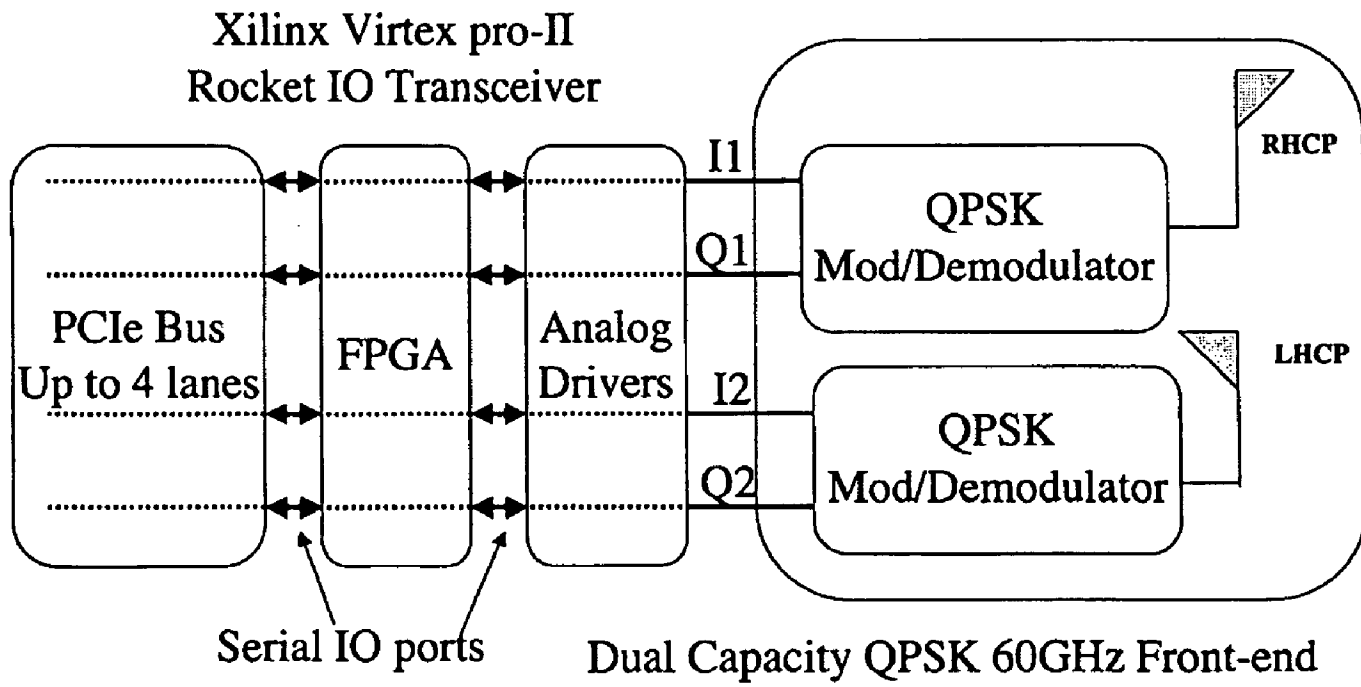 Xilinx Virtex pro-II
Rocket IO Transceiver
PCIe Bus
Up to 4 lanes
FPGA
Analog
Drivers
I1
Q1
I2
Q2
QPSK
Mod/Demodulator
RHCP
QPSK
Mod/Demodulator
LHCP
Serial IO ports
Dual Capacity QPSK 60GHz Front-end